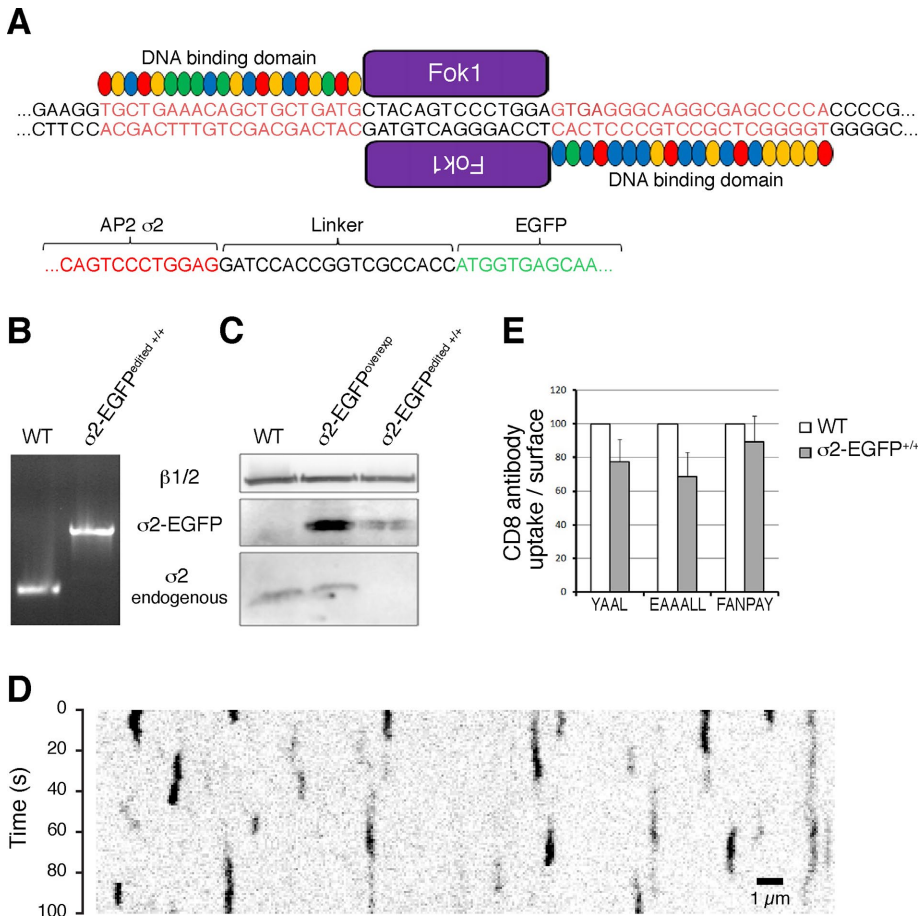 A
DNA binding domain
Fok1
...GAAGGTGCTGAAACAGCTGCTGATGCTACAGTCCCTGGAGTGAGGGCAGGCGAGCCCCACCCCG...
...CTTCCACGACTTTGTCGACGACTACGATGTCAGGGACCTCACTCCCGTCCGCTCGGGGTGGGGC...
Fok1
DNA binding domain
AP2 σ2
Linker
EGFP
...CAGTCCCTGGAGGATCCACCGGTCGCCACCATGGTGAGCAA...
B
WT
σ2-EGFPedited +/+
C
WT
σ2-EGFPoverexp
σ2-EGFPedited +/+
β1/2
σ2-EGFP
σ2
endogenous
E
CD8 antibody
uptake / surface
120
100
80
60
40
20
0
YAAL
EAAALL
FANPAY
WT
σ2-EGFP+/+
D
Time (s)
0
20
40
60
80
100
1 µm